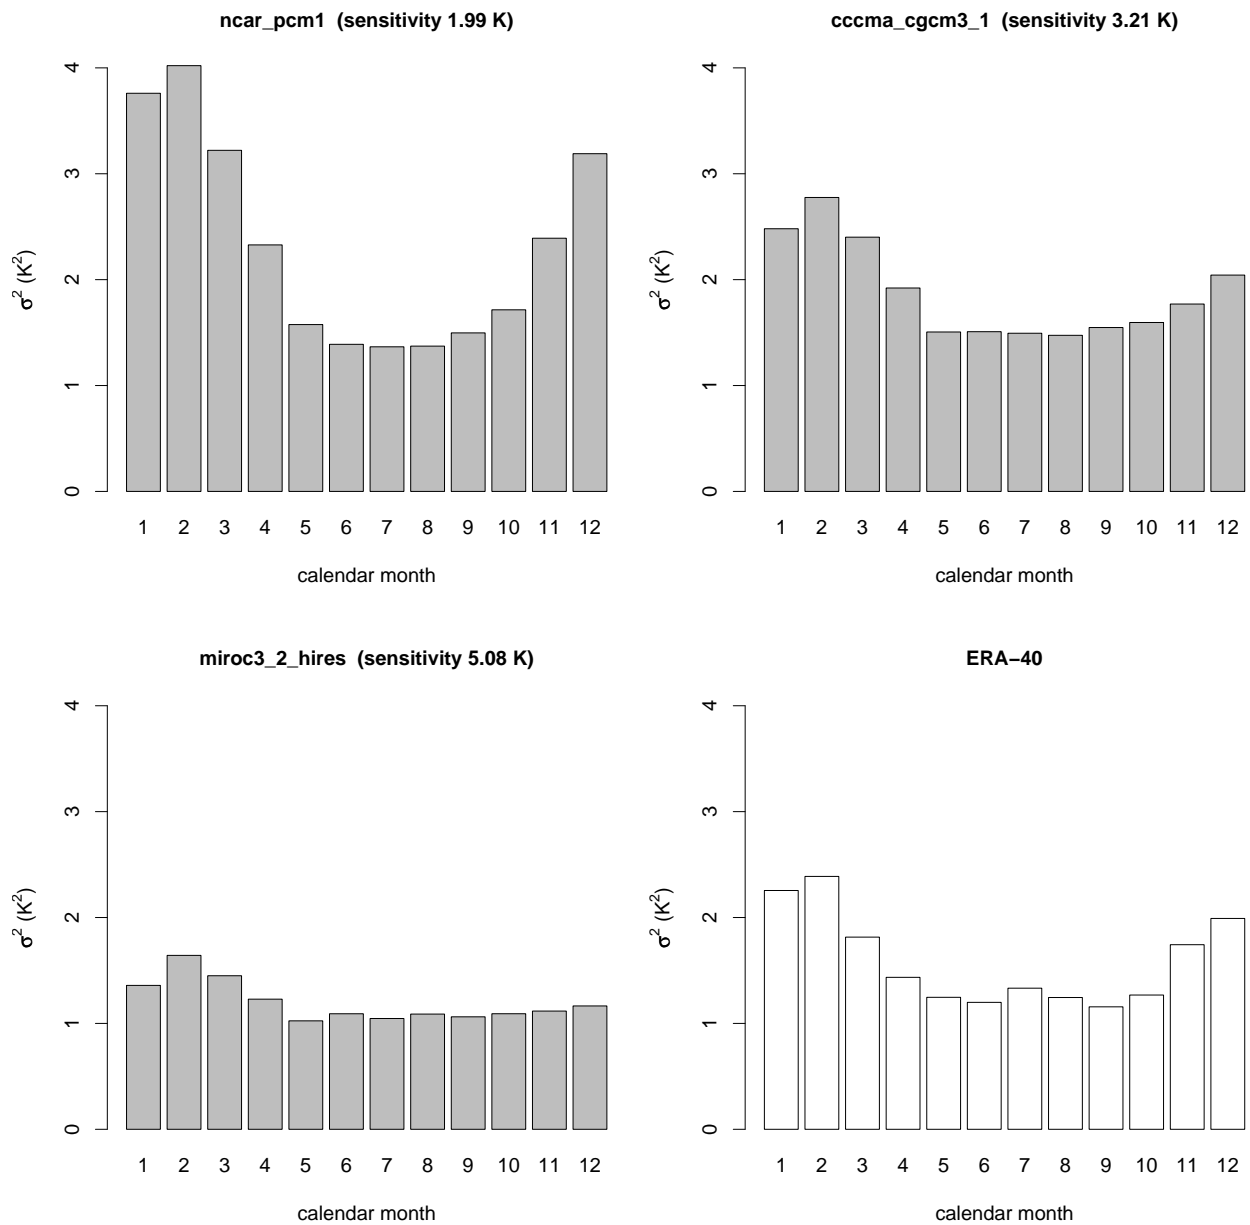 ncar_pcm1 (sensitivity 1.99 K)
σ² (K²)
0 1 2 3 4
1 2 3 4 5 6 7 8 9 10 11 12
calendar month
cccma_cgcm3_1 (sensitivity 3.21 K)
σ² (K²)
0 1 2 3 4
1 2 3 4 5 6 7 8 9 10 11 12
calendar month
miroc3_2_hires (sensitivity 5.08 K)
σ² (K²)
0 1 2 3 4
1 2 3 4 5 6 7 8 9 10 11 12
calendar month
ERA−40
σ² (K²)
0 1 2 3 4
1 2 3 4 5 6 7 8 9 10 11 12
calendar month